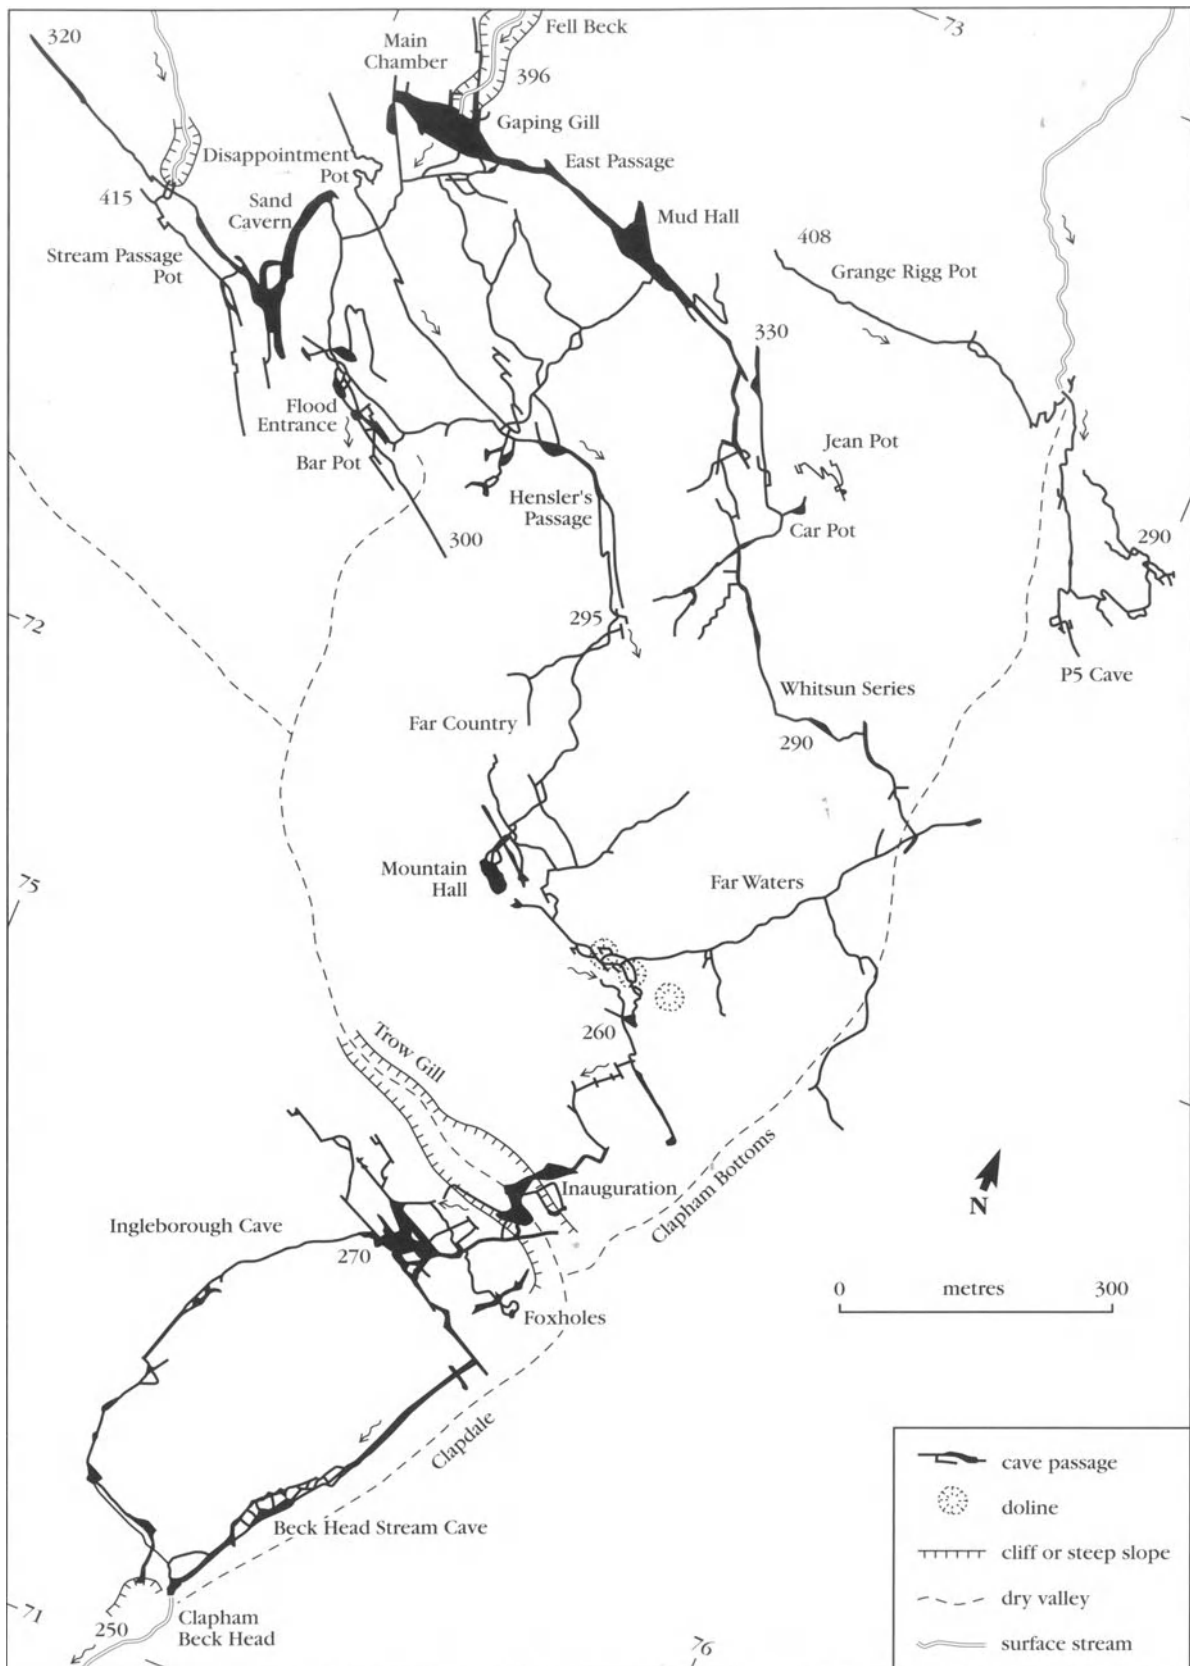 73
320
Fell Beck
Main
Chamber
396
Gaping Gill
Disappointment
Pot
East Passage
415
Sand
Cavern
Mud Hall
408
Stream Passage
Pot
Grange Rigg Pot
330
Flood
Entrance
Jean Pot
Bar Pot
Hensler's
Passage
Car Pot
300
290
295
72
P5 Cave
Whitsun Series
Far Country
290
Mountain
Hall
Far Waters
75
260
Trow Gill
Clapham Bottoms
Inauguration
N
Ingleborough Cave
270
0 metres 300
Foxholes
Clapdale
cave passage
doline
Beck Head Stream Cave
cliff or steep slope
dry valley
71
250
Clapham
Beck Head
76
surface stream